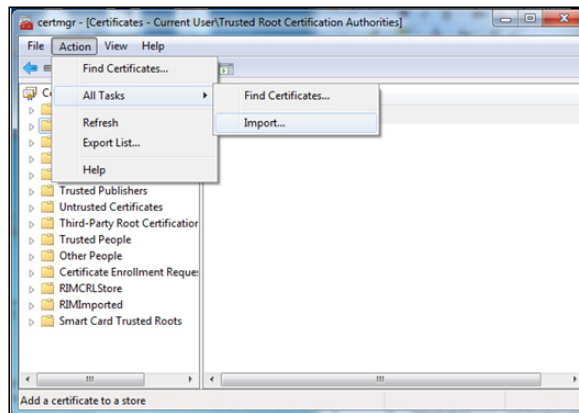 certmgr - [Certificates - Current User\Trusted Root Certification Authorities]
File Action View Help
Find Certificates...
All Tasks
Find Certificates...
Refresh
Import...
Export List...
Help
Trusted Publishers
Untrusted Certificates
Third-Party Root Certification
Trusted People
Other People
Certificate Enrollment Reque
RIMCRLStore
RIMImported
Smart Card Trusted Roots
Add a certificate to a store